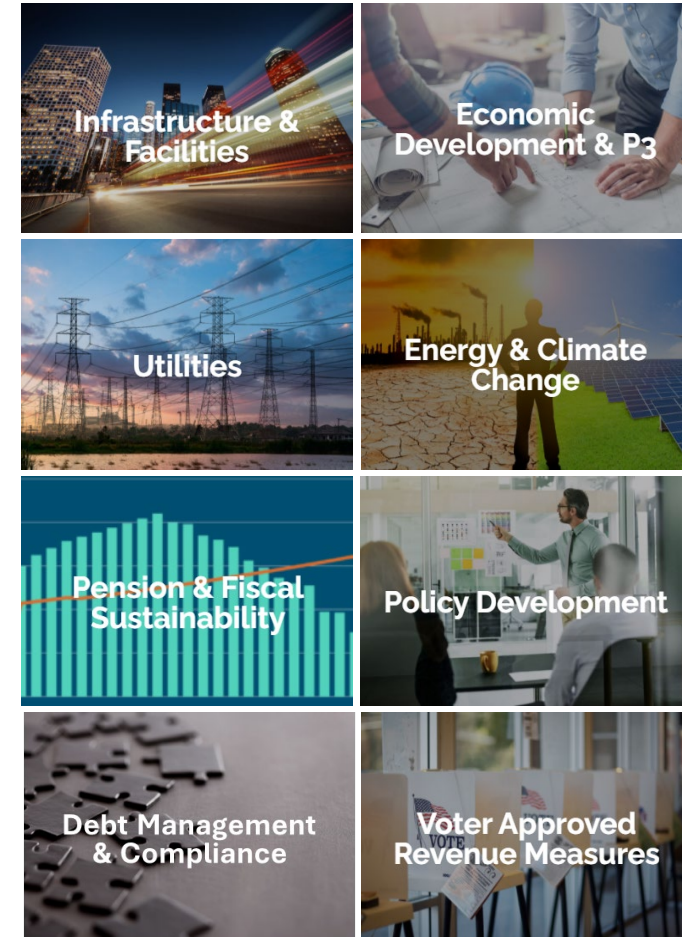 Infrastructure &
Facilities
Economic
Development & P3
Utilities
Energy & Climate
Change
Pension & Fiscal
Sustainability
Policy Development
Debt Management
& Compliance
Voter Approved
Revenue Measures
VOTE